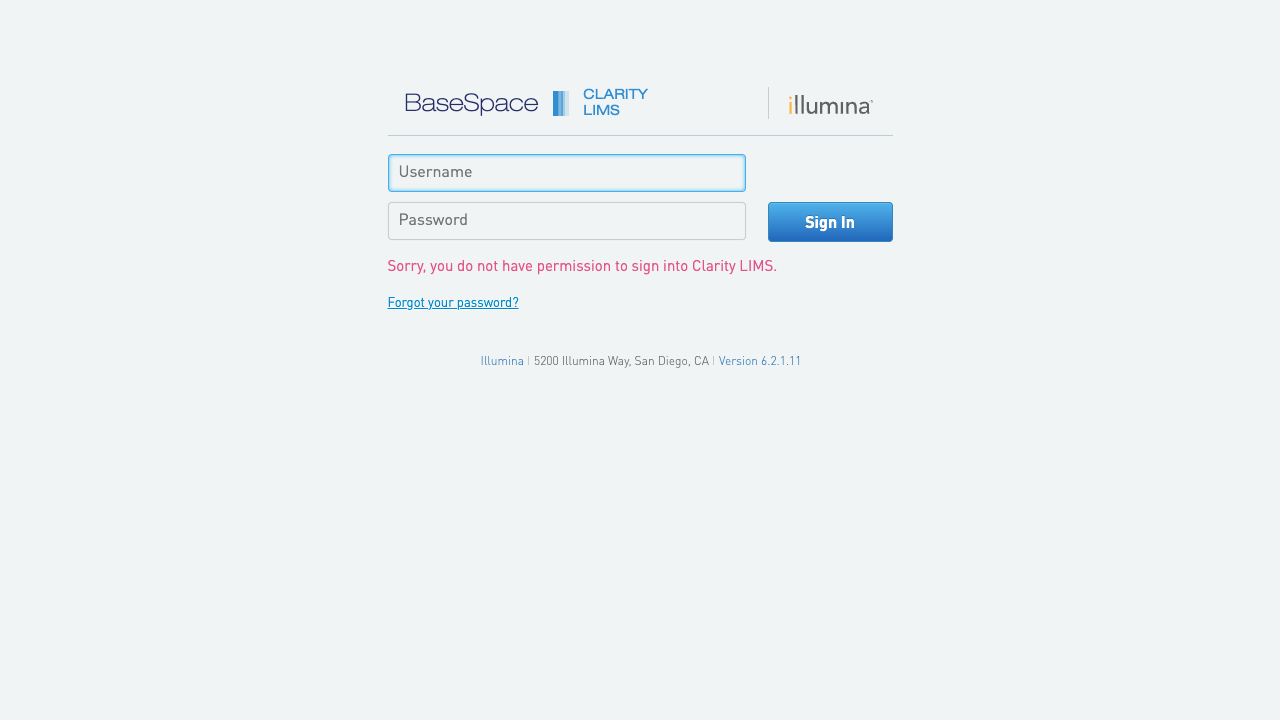 BaseSpace CLARITY LIMS illumina
Username
Password
Sign In
Sorry, you do not have permission to sign into Clarity LIMS.
Forgot your password?
Illumina | 5200 Illumina Way, San Diego, CA | Version 6.2.1.11